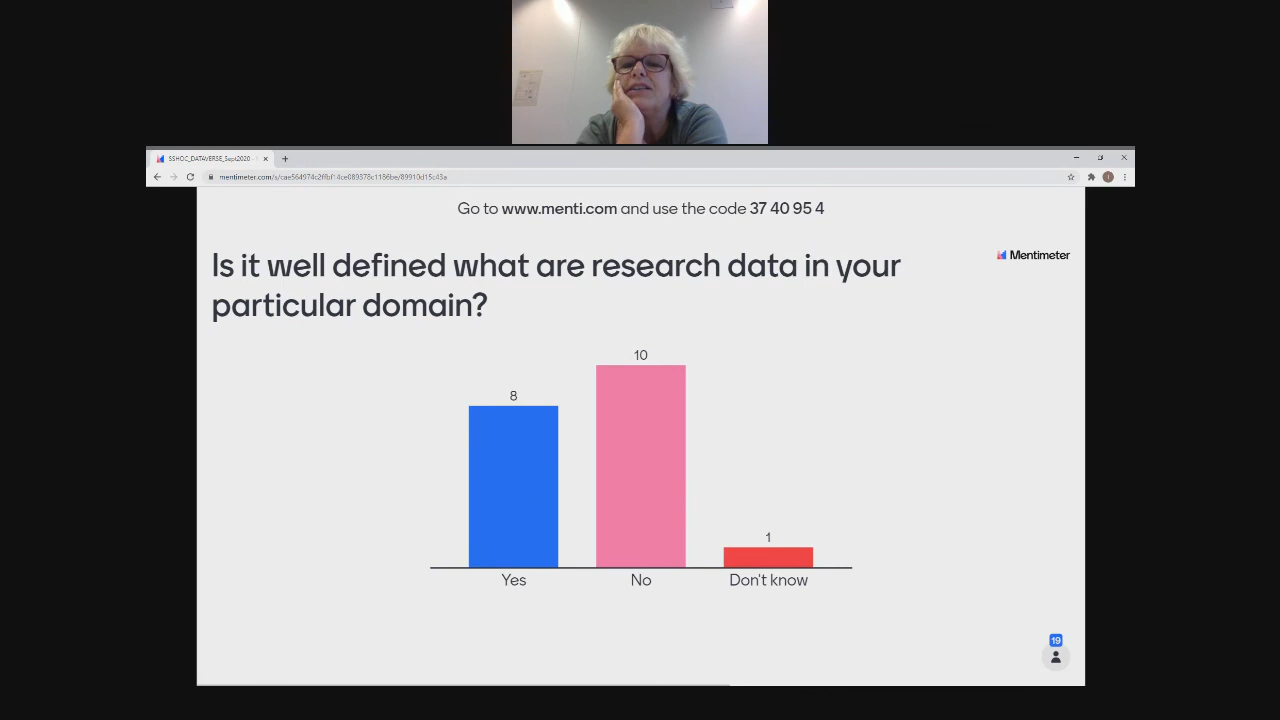 SSHOC_DATAVERSE_Sept2020 -
mentimeter.com/s/cae564974c2ffbf14ce089378c1186be/89910d15c43a
Go to www.menti.com and use the code 37 40 95 4
Is it well defined what are research data in your
particular domain?
Mentimeter
10
8
1
Yes No Don't know
19